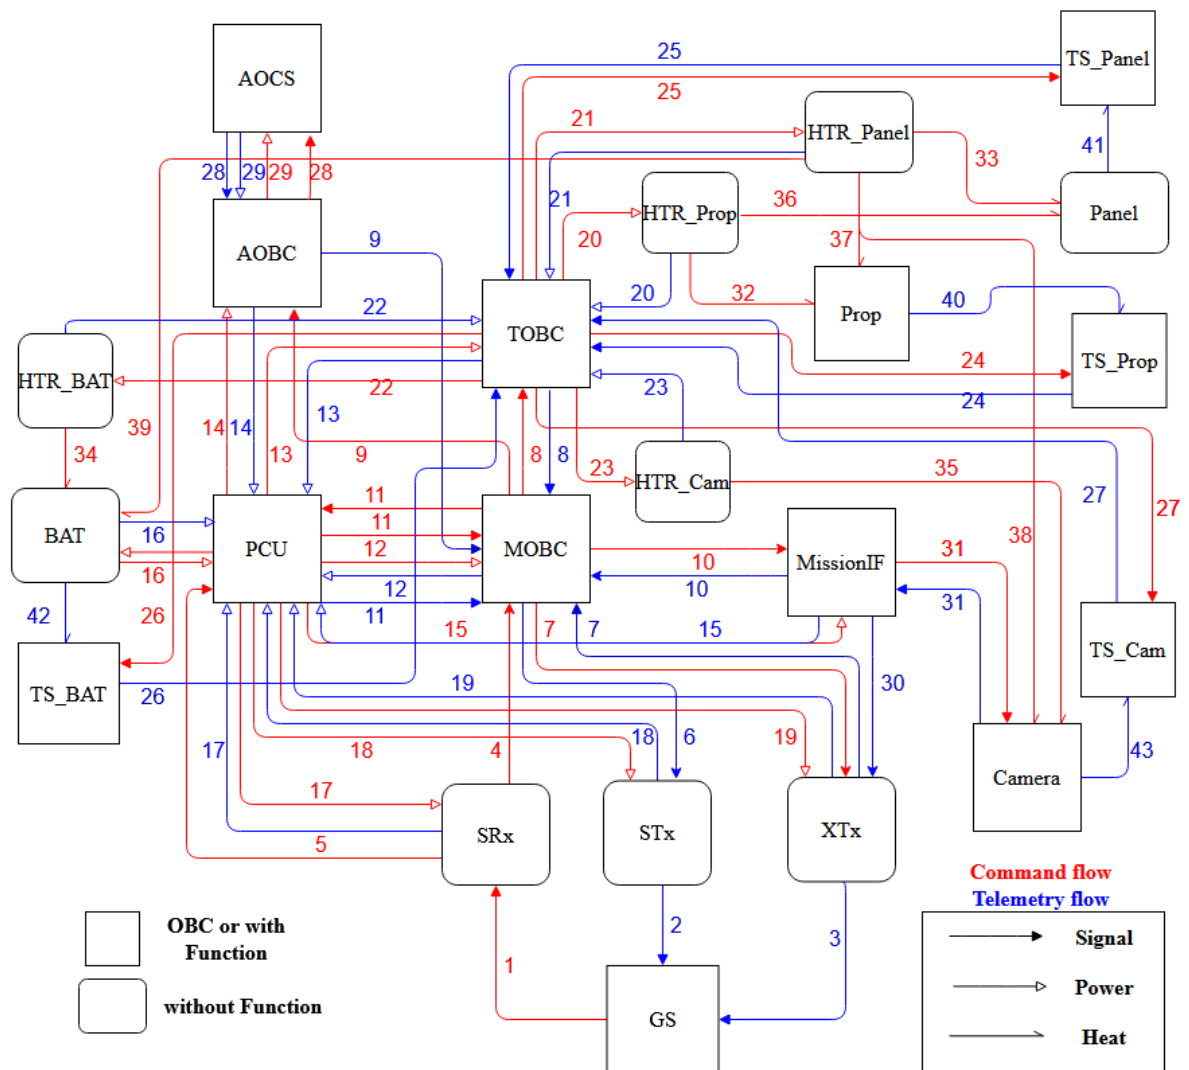 25
TS_Panel
AOCS
25
21
HTR_Panel
41
33
28
29
29
28
21
36
HTR_Prop
Panel
9
20
37
AOBC
20
32
40
22
Prop
TOBC
24
TS_Prop
HTR_BAT
22
23
24
39
14
14
13
13
9
8
8
34
23
35
HTR_Cam
27
27
11
BAT
16
PCU
11
MOBC
38
12
10
31
MissionIF
16
12
10
31
42
26
11
15
7
7
15
TS_Cam
TS_BAT
26
19
30
17
18
4
18
6
19
43
17
Camera
5
SRx
STx
XTx
Command flow
Telemetry flow
OBC or with
Function
2
3
Signal
1
Power
without Function
GS
Heat